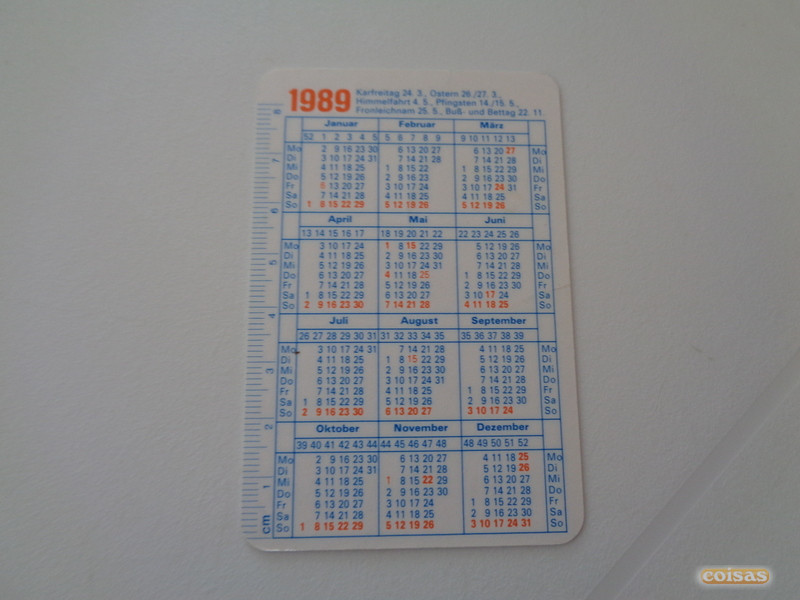 1989 Karfreitag 24. 3., Ostern 26./27. 3.,
Himmelfahrt 4. 5., Pfingsten 14./15. 5.,
Fronleichnam 25. 5., Buß- und Bettag 22. 11.
Januar Februar März
52 1 2 3 4 5 5 6 7 8 9 9 10 11 12 13
Mo 2 9 16 23 30 6 13 20 27 6 13 20 27 Mo
Di 3 10 17 24 31 7 14 21 28 7 14 21 28 Di
Mi 4 11 18 25 1 8 15 22 1 8 15 22 29 Mi
Do 5 12 19 26 2 9 16 23 2 9 16 23 30 Do
Fr 6 13 20 27 3 10 17 24 3 10 17 24 31 Fr
Sa 7 14 21 28 4 11 18 25 4 11 18 25 Sa
So 1 8 15 22 29 5 12 19 26 5 12 19 26 So
April Mai Juni
13 14 15 16 17 18 19 20 21 22 22 23 24 25 26
Mo 3 10 17 24 1 8 15 22 29 5 12 19 26 Mo
Di 4 11 18 25 2 9 16 23 30 6 13 20 27 Di
Mi 5 12 19 26 3 10 17 24 31 7 14 21 28 Mi
Do 6 13 20 27 4 11 18 25 1 8 15 22 29 Do
Fr 7 14 21 28 5 12 19 26 2 9 16 23 30 Fr
Sa 1 8 15 22 29 6 13 20 27 3 10 17 24 Sa
So 2 9 16 23 30 7 14 21 28 4 11 18 25 So
Juli August September
26 27 28 29 30 31 31 32 33 34 35 35 36 37 38 39
Mo 3 10 17 24 31 7 14 21 28 4 11 18 25 Mo
Di 4 11 18 25 1 8 15 22 29 5 12 19 26 Di
Mi 5 12 19 26 2 9 16 23 30 6 13 20 27 Mi
Do 6 13 20 27 3 10 17 24 31 7 14 21 28 Do
Fr 7 14 21 28 4 11 18 25 1 8 15 22 29 Fr
Sa 1 8 15 22 29 5 12 19 26 2 9 16 23 30 Sa
So 2 9 16 23 30 6 13 20 27 3 10 17 24 So
Oktober November Dezember
39 40 41 42 43 44 44 45 46 47 48 48 49 50 51 52
Mo 2 9 16 23 30 6 13 20 27 4 11 18 25 Mo
Di 3 10 17 24 31 7 14 21 28 5 12 19 26 Di
Mi 4 11 18 25 1 8 15 22 29 6 13 20 27 Mi
Do 5 12 19 26 2 9 16 23 30 7 14 21 28 Do
Fr 6 13 20 27 3 10 17 24 1 8 15 22 29 Fr
Sa 7 14 21 28 4 11 18 25 2 9 16 23 30 Sa
So 1 8 15 22 29 5 12 19 26 3 10 17 24 31 So
cm 1 2 3 4 5 6 7 8
coisas